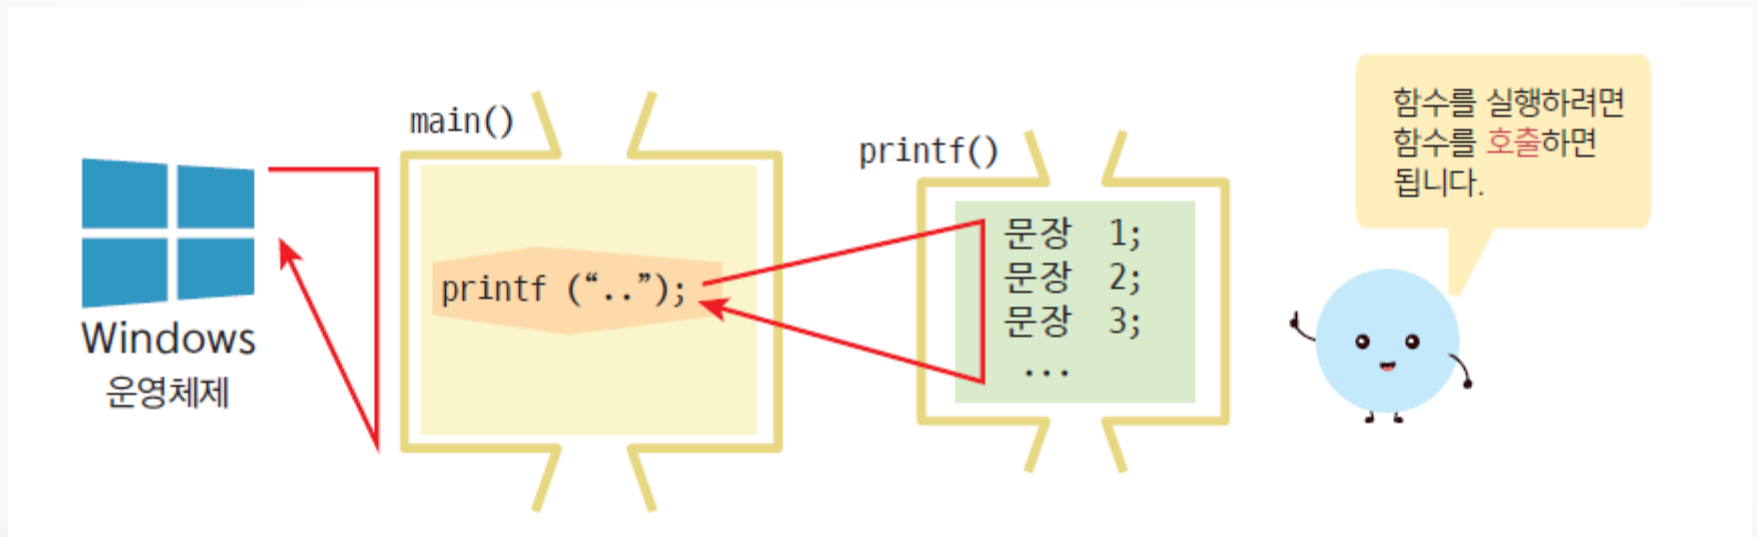 main()
printf (“..”);
Windows
운영체제
printf()
문장 1;
문장 2;
문장 3;
...
함수를 실행하려면
함수를 호출하면
됩니다.